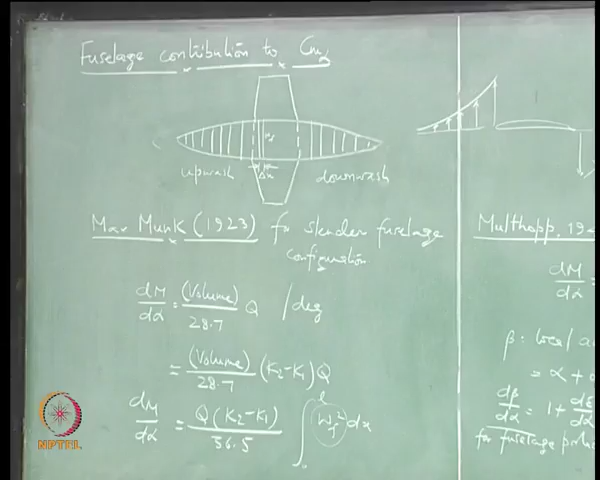 Fuselage contribution to Cmα
wf
Δx
upwash downwash
Max Munk (1923) for slender fuselage
configuration.
dM/dα = (Volume)/28.7 Q /deg
= (Volume)/28.7 (K2-K1) Q
dM/dα = Q (K2-K1)/36.5 ∫ wf² dx
Multhopp, 19
dM/dα =
β: local a
= α +
dβ/dα = 1 + dε/dα
for fuselage
NPTEL